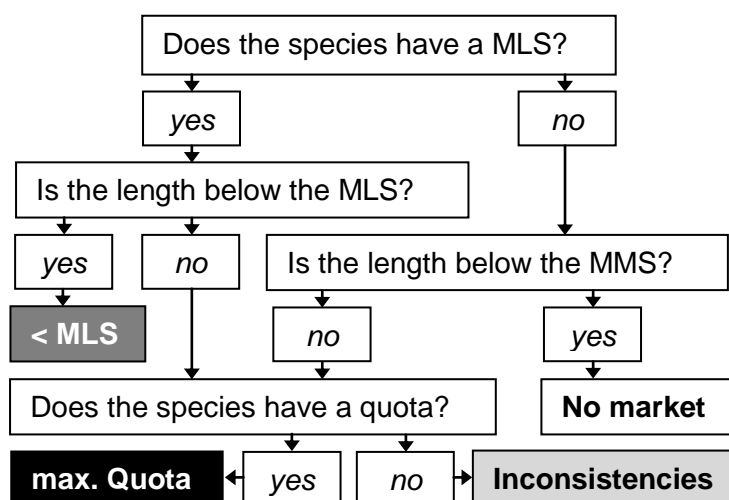 Does the species have a MLS?
yes
no
Is the length below the MLS?
yes
no
Is the length below the MMS?
< MLS
no
yes
Does the species have a quota?
No market
max. Quota
yes
no
Inconsistencies